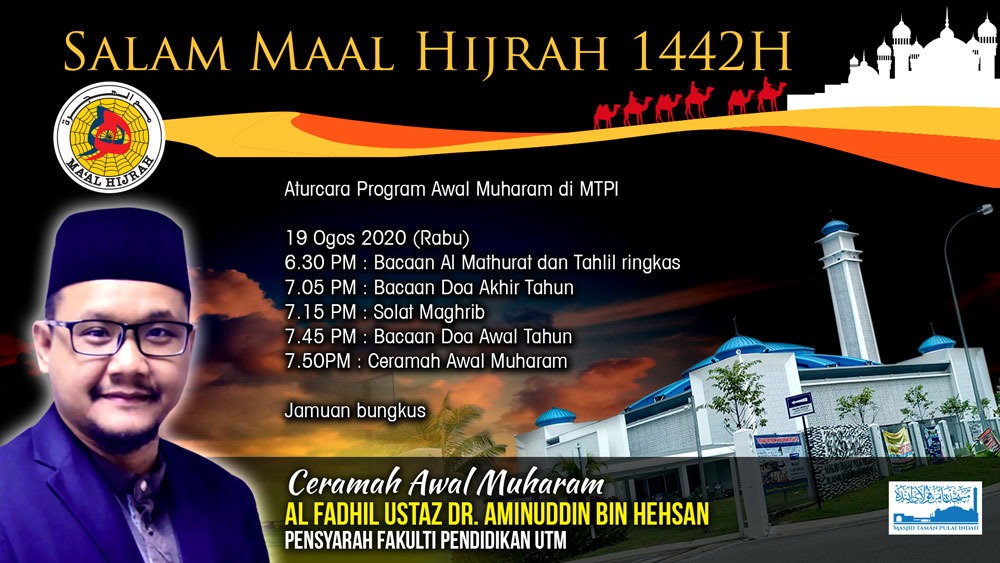 SALAM MAAL HIJRAH 1442H
MA'AL HIJRAH
Aturcara Program Awal Muharam di MTPI
19 Ogos 2020 (Rabu)
6.30 PM : Bacaan Al Mathurat dan Tahlil ringkas
7.05 PM : Bacaan Doa Akhir Tahun
7.15 PM : Solat Maghrib
7.45 PM : Bacaan Doa Awal Tahun
7.50PM : Ceramah Awal Muharam
Jamuan bungkus
Ceramah Awal Muharam
AL FADHIL USTAZ DR. AMINUDDIN BIN HEHSAN
PENSYARAH FAKULTI PENDIDIKAN UTM
MASJID TAMAN PULAI INDAH